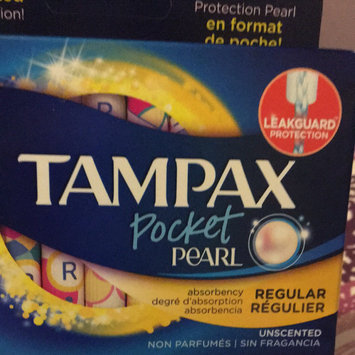 ion!
Protection Pearl
en format
de poche!
LEAKGUARD®
PROTECTION
R
R
TAMPAX
Pocket
PEARL
absorbency
degré d'absorption
absorbencia
REGULAR
RÉGULIER
UNSCENTED
NON PARFUMÉS | SIN FRAGANCIA